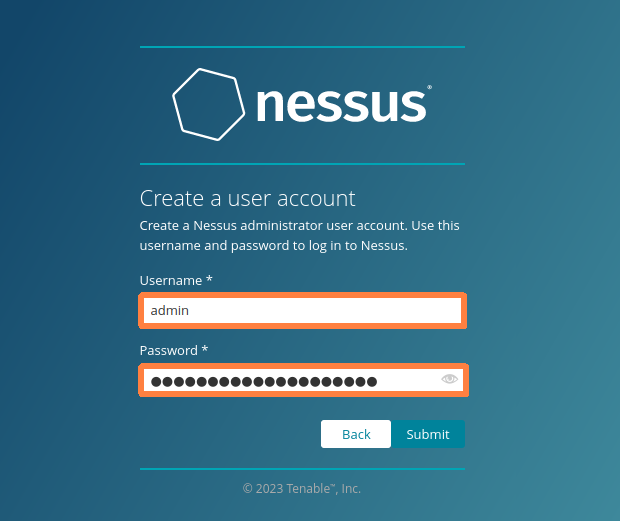 nessus®
Create a user account
Create a Nessus administrator user account. Use this
username and password to log in to Nessus.
Username *
admin
Password *
●●●●●●●●●●●●●●●●●●●●
Back Submit
© 2023 Tenable™, Inc.